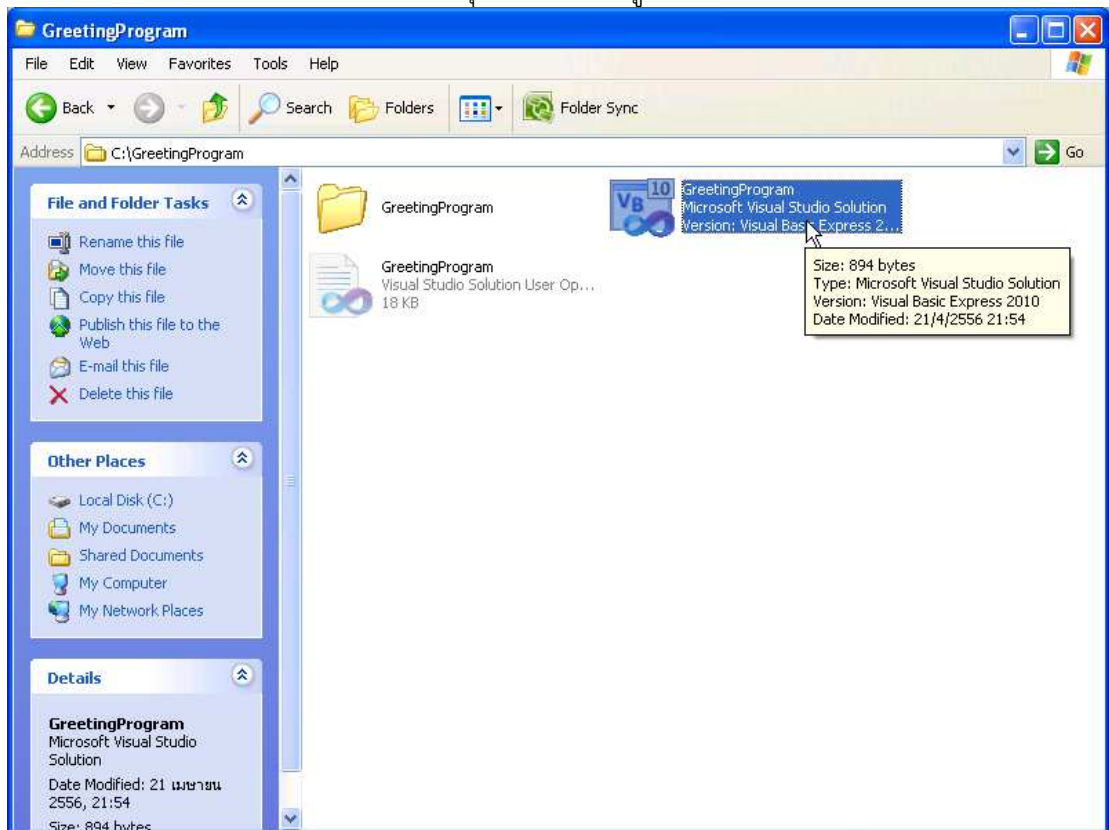 GreetingProgram
File Edit View Favorites Tools Help
Back Search Folders Folder Sync
Address C:\GreetingProgram Go
File and Folder Tasks
Rename this file
Move this file
Copy this file
Publish this file to the
Web
E-mail this file
Delete this file
Other Places
Local Disk (C:)
My Documents
Shared Documents
My Computer
My Network Places
Details
GreetingProgram
Microsoft Visual Studio
Solution
Date Modified: 21 เมษายน
2556, 21:54
Size: 894 bytes
GreetingProgram
10
VB
GreetingProgram
Microsoft Visual Studio Solution
Version: Visual Basic Express 2...
GreetingProgram
Visual Studio Solution User Op...
18 KB
Size: 894 bytes
Type: Microsoft Visual Studio Solution
Version: Visual Basic Express 2010
Date Modified: 21/4/2556 21:54